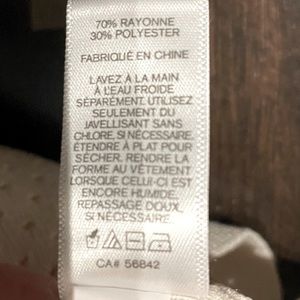 70% RAYONNE
30% POLYESTER
FABRIQUÉ EN CHINE
LAVEZ À LA MAIN
À L'EAU FROIDE
SÉPARÉMENT. UTILISEZ
SEULEMENT DU
JAVELLISANT SANS
CHLORE, SI NÉCESSAIRE.
ÉTENDRE À PLAT POUR
SÉCHER. RENDRE LA
FORME AU VÊTEMENT
LORSQUE CELUI-CI EST
ENCORE HUMIDE.
REPASSAGE DOUX,
SI NÉCESSAIRE.
CA# 56842